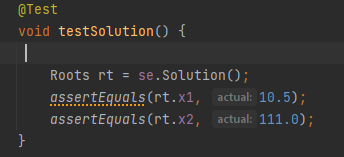 @Test
void testSolution() {
Roots rt = se.Solution();
assertEquals(rt.x1, actual: 10.5);
assertEquals(rt.x2, actual: 111.0);
}